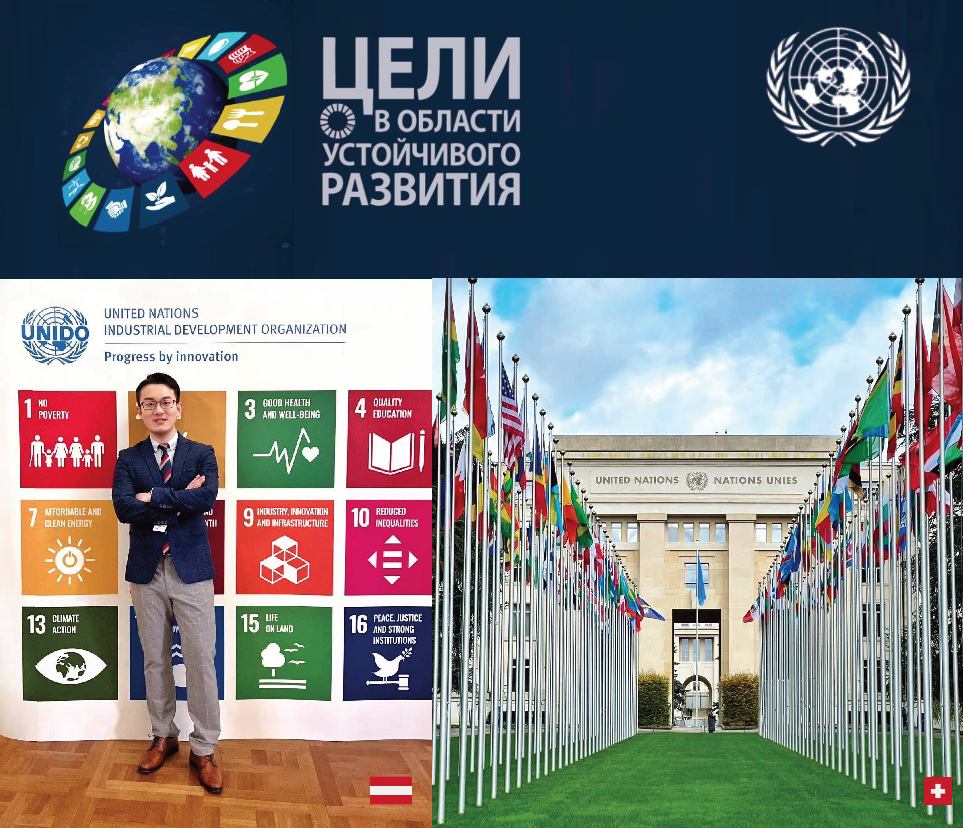 ЦЕЛИ
В ОБЛАСТИ
УСТОЙЧИВОГО
РАЗВИТИЯ
UNIDO
UNITED NATIONS
INDUSTRIAL DEVELOPMENT ORGANIZATION
Progress by innovation
1 NO
POVERTY
3 GOOD HEALTH
AND WELL-BEING
4 QUALITY
EDUCATION
7 AFFORDABLE AND
CLEAN ENERGY
9 INDUSTRY, INNOVATION
AND INFRASTRUCTURE
10 REDUCED
INEQUALITIES
13 CLIMATE
ACTION
15 LIFE
ON LAND
16 PEACE, JUSTICE
AND STRONG
INSTITUTIONS
UNITED NATIONS NATIONS UNIES